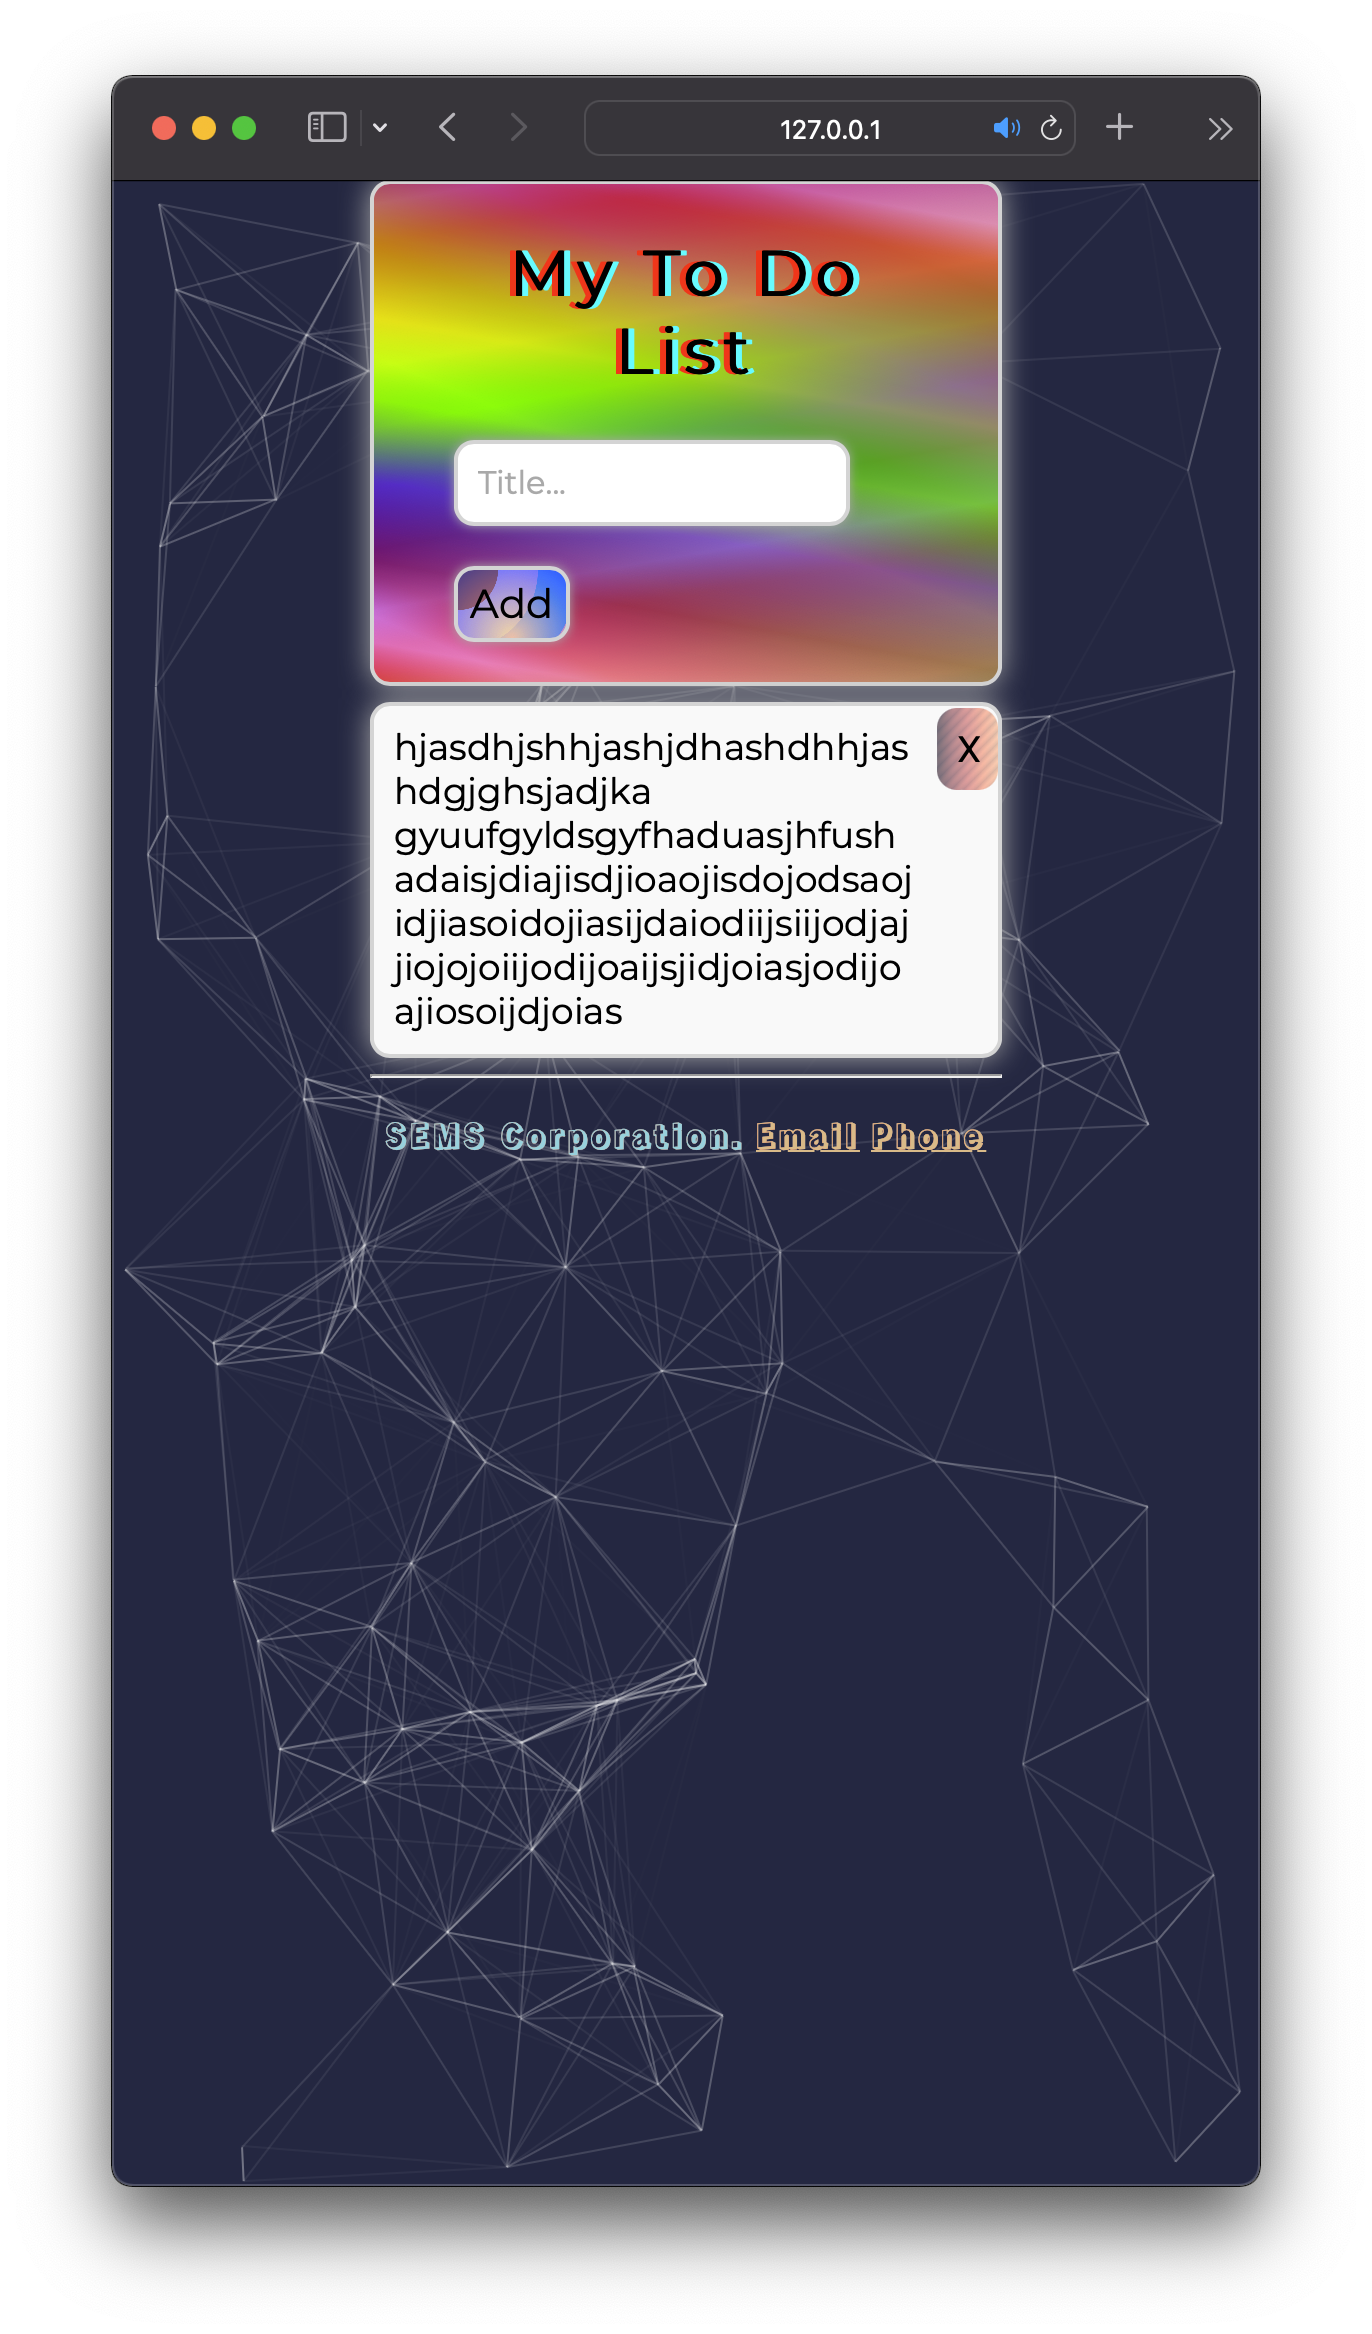 127.0.0.1
My To Do
List
Title...
Add
hjasdhjshhjashjdhashdhhjas
X
hdgjghsjadjka
gyuufgyldsgyfhaduasjhfush
adaisjdiajisdjioaojisdojodsaoj
idjiasoidojiasijdaiodiijsiijodjaj
jiojojoiijodijoaijsjidjoiasjodijo
ajiosoijdjoias
SEMS Corporation. Email Phone